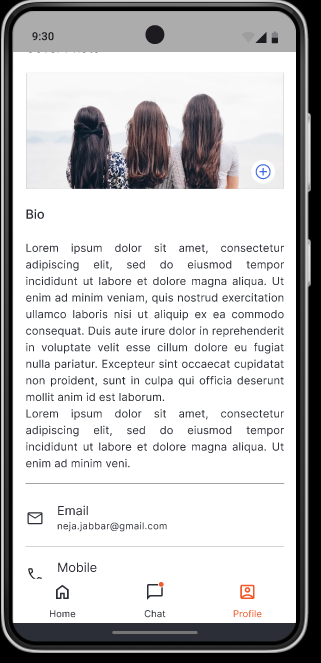 9:30
Bio
Lorem ipsum dolor sit amet, consectetur
adipiscing elit, sed do eiusmod tempor
incididunt ut labore et dolore magna aliqua. Ut
enim ad minim veniam, quis nostrud exercitation
ullamco laboris nisi ut aliquip ex ea commodo
consequat. Duis aute irure dolor in reprehenderit
in voluptate velit esse cillum dolore eu fugiat
nulla pariatur. Excepteur sint occaecat cupidatat
non proident, sunt in culpa qui officia deserunt
mollit anim id est laborum.
Lorem ipsum dolor sit amet, consectetur
adipiscing elit, sed do eiusmod tempor
incididunt ut labore et dolore magna aliqua. Ut
enim ad minim veni.
Email
neja.jabbar@gmail.com
Mobile
Home
Chat
Profile